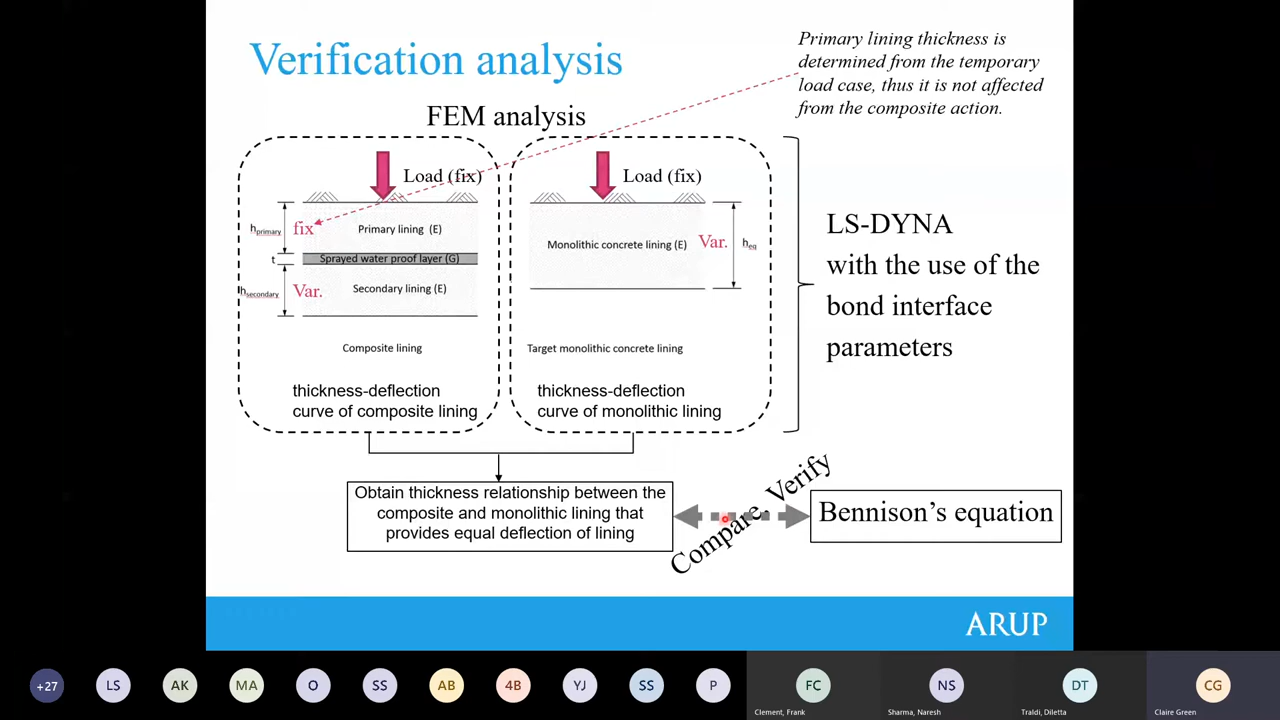 Verification analysis
Primary lining thickness is
determined from the temporary
load case, thus it is not affected
from the composite action.
FEM analysis
Load (fix)
hprimary
fix
Primary lining (E)
t
Sprayed water proof layer (G)
hsecondary
Var.
Secondary lining (E)
Composite lining
thickness-deflection
curve of composite lining
Load (fix)
Monolithic concrete lining (E)
Var.
heq
Target monolithic concrete lining
thickness-deflection
curve of monolithic lining
LS-DYNA
with the use of the
bond interface
parameters
Obtain thickness relationship between the
composite and monolithic lining that
provides equal deflection of lining
Compare, Verify
Bennison's equation
ARUP
+27
LS
AK
MA
O
SS
AB
4B
YJ
SS
P
FC
Clement, Frank
NS
Sharma, Naresh
DT
Traldi, Diletta
CG
Claire Green